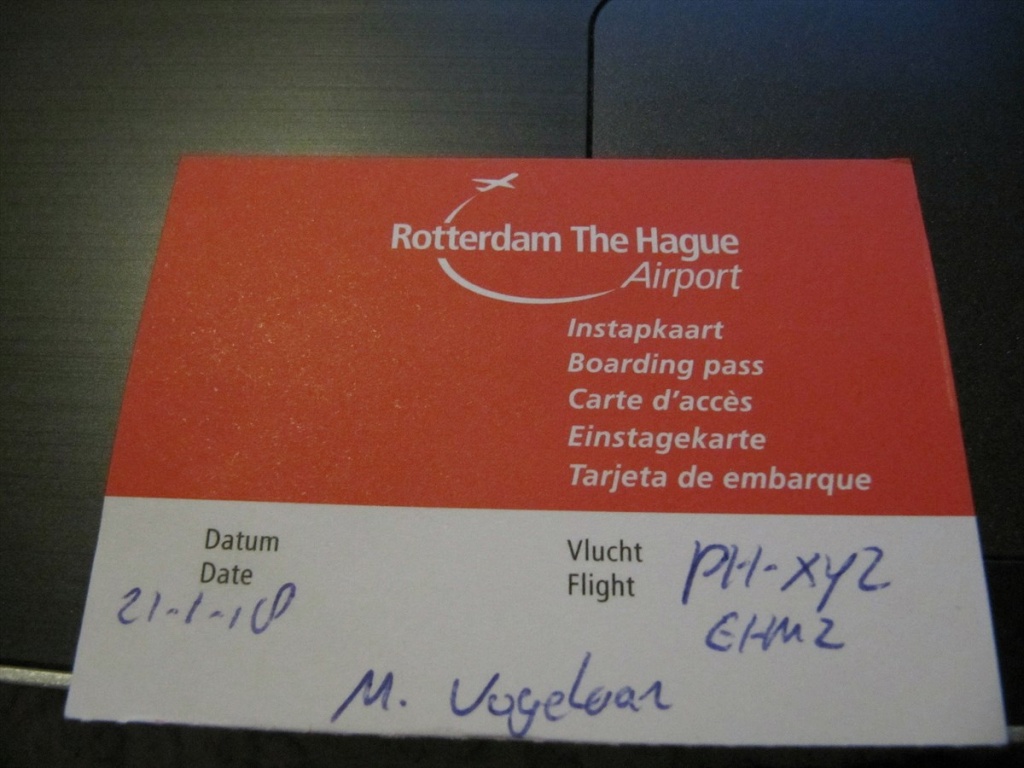 Rotterdam The Hague
Airport
Instapkaart
Boarding pass
Carte d'accès
Einstagekarte
Tarjeta de embarque
Datum
Date
21-1-18
Vlucht
Flight
PH-XYZ
EHMZ
M. Vogelaar